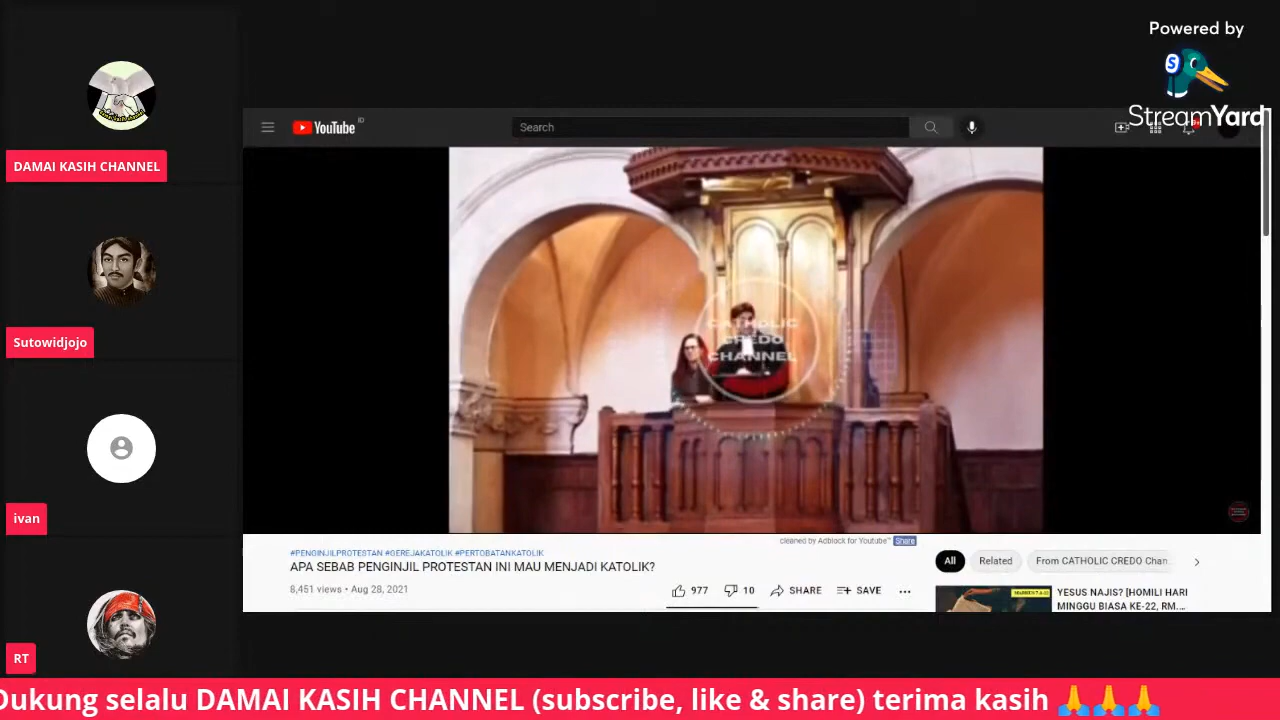 Powered by
StreamYard
DAMAI KASIH CHANNEL
Sutowidjojo
ivan
RT
YouTube ID
Search
CATHOLIC
CREDO
CHANNEL
cleaned by Adblock for Youtube™ Share
#PENGINJILPROTESTAN #GEREJAKATOLIK #PERTOBATANKATOLIK
APA SEBAB PENGINJIL PROTESTAN INI MAU MENJADI KATOLIK?
8,451 views • Aug 28, 2021
977 10 SHARE SAVE
All Related From CATHOLIC CREDO Chan
YESUS NAJIS? [HOMILI HARI
MINGGU BIASA KE-22, RM....
Dukung selalu DAMAI KASIH CHANNEL (subscribe, like & share) terima kasih 🙏🙏🙏